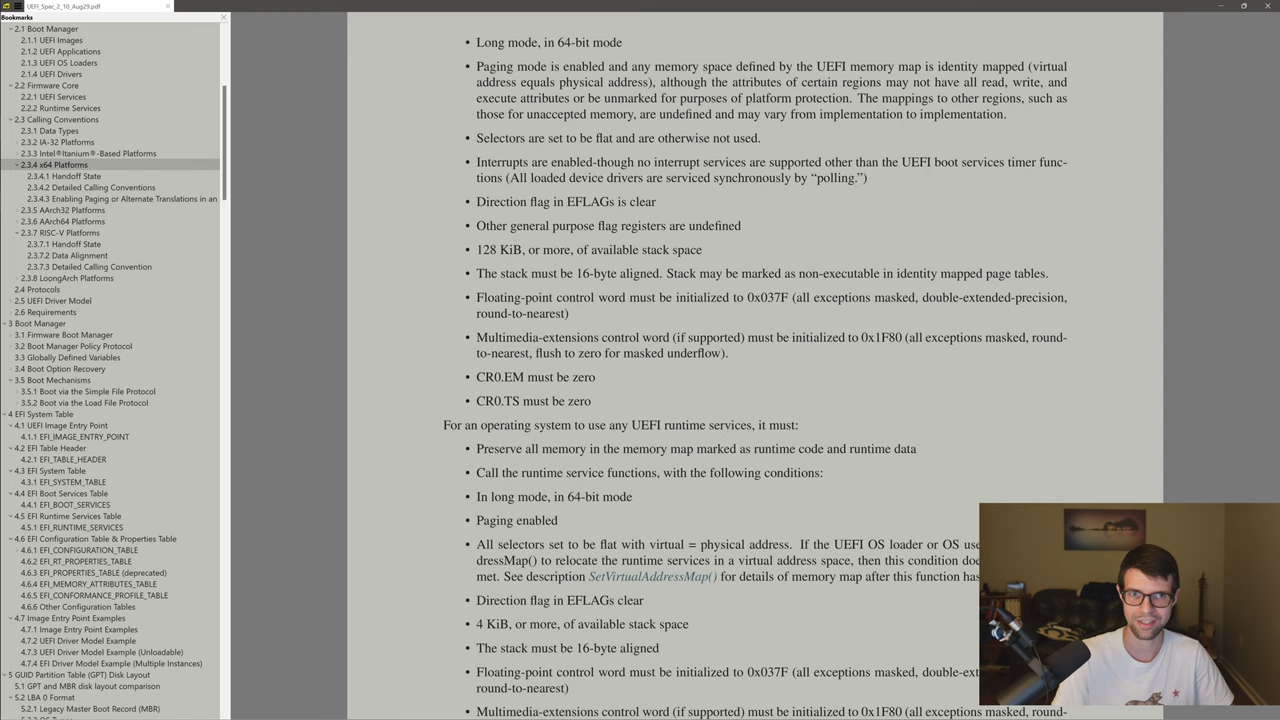 UEFI_Spec_2_10_Aug29.pdf
Bookmarks
2.1 Boot Manager
2.1.1 UEFI Images
2.1.2 UEFI Applications
2.1.3 UEFI OS Loaders
2.1.4 UEFI Drivers
2.2 Firmware Core
2.2.1 UEFI Services
2.2.2 Runtime Services
2.3 Calling Conventions
2.3.1 Data Types
2.3.2 IA-32 Platforms
2.3.3 Intel®Itanium®-Based Platforms
2.3.4 x64 Platforms
2.3.4.1 Handoff State
2.3.4.2 Detailed Calling Conventions
2.3.4.3 Enabling Paging or Alternate Translations in an
2.3.5 AArch32 Platforms
2.3.6 AArch64 Platforms
2.3.7 RISC-V Platforms
2.3.7.1 Handoff State
2.3.7.2 Data Alignment
2.3.7.3 Detailed Calling Convention
2.3.8 LoongArch Platforms
2.4 Protocols
2.5 UEFI Driver Model
2.6 Requirements
3 Boot Manager
3.1 Firmware Boot Manager
3.2 Boot Manager Policy Protocol
3.3 Globally Defined Variables
3.4 Boot Option Recovery
3.5 Boot Mechanisms
3.5.1 Boot via the Simple File Protocol
3.5.2 Boot via the Load File Protocol
4 EFI System Table
4.1 UEFI Image Entry Point
4.1.1 EFI_IMAGE_ENTRY_POINT
4.2 EFI Table Header
4.2.1 EFI_TABLE_HEADER
4.3 EFI System Table
4.3.1 EFI_SYSTEM_TABLE
4.4 EFI Boot Services Table
4.4.1 EFI_BOOT_SERVICES
4.5 EFI Runtime Services Table
4.5.1 EFI_RUNTIME_SERVICES
4.6 EFI Configuration Table & Properties Table
4.6.1 EFI_CONFIGURATION_TABLE
4.6.2 EFI_RT_PROPERTIES_TABLE
4.6.3 EFI_PROPERTIES_TABLE (deprecated)
4.6.4 EFI_MEMORY_ATTRIBUTES_TABLE
4.6.5 EFI_CONFORMANCE_PROFILE_TABLE
4.6.6 Other Configuration Tables
4.7 Image Entry Point Examples
4.7.1 Image Entry Point Examples
4.7.2 UEFI Driver Model Example
4.7.3 UEFI Driver Model Example (Unloadable)
4.7.4 EFI Driver Model Example (Multiple Instances)
5 GUID Partition Table (GPT) Disk Layout
5.1 GPT and MBR disk layout comparison
5.2 LBA 0 Format
5.2.1 Legacy Master Boot Record (MBR)
• Long mode, in 64-bit mode
• Paging mode is enabled and any memory space defined by the UEFI memory map is identity mapped (virtual
address equals physical address), although the attributes of certain regions may not have all read, write, and
execute attributes or be unmarked for purposes of platform protection. The mappings to other regions, such as
those for unaccepted memory, are undefined and may vary from implementation to implementation.
• Selectors are set to be flat and are otherwise not used.
• Interrupts are enabled-though no interrupt services are supported other than the UEFI boot services timer func-
tions (All loaded device drivers are serviced synchronously by “polling.”)
• Direction flag in EFLAGs is clear
• Other general purpose flag registers are undefined
• 128 KiB, or more, of available stack space
• The stack must be 16-byte aligned. Stack may be marked as non-executable in identity mapped page tables.
• Floating-point control word must be initialized to 0x037F (all exceptions masked, double-extended-precision,
round-to-nearest)
• Multimedia-extensions control word (if supported) must be initialized to 0x1F80 (all exceptions masked, round-
to-nearest, flush to zero for masked underflow).
• CR0.EM must be zero
• CR0.TS must be zero
For an operating system to use any UEFI runtime services, it must:
• Preserve all memory in the memory map marked as runtime code and runtime data
• Call the runtime service functions, with the following conditions:
• In long mode, in 64-bit mode
• Paging enabled
• All selectors set to be flat with virtual = physical address. If the UEFI OS loader or OS use
dressMap() to relocate the runtime services in a virtual address space, then this condition doe
met. See description SetVirtualAddressMap() for details of memory map after this function has
• Direction flag in EFLAGs clear
• 4 KiB, or more, of available stack space
• The stack must be 16-byte aligned
• Floating-point control word must be initialized to 0x037F (all exceptions masked, double-ext
round-to-nearest)
• Multimedia-extensions control word (if supported) must be initialized to 0x1F80 (all exceptions masked, round-